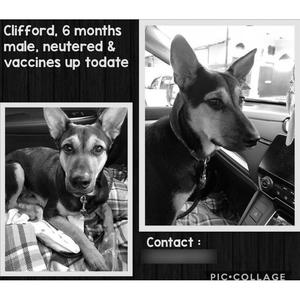 Clifford, 6 months
male, neutered &
vaccines up todate
Contact :
PIC•COLLAGE